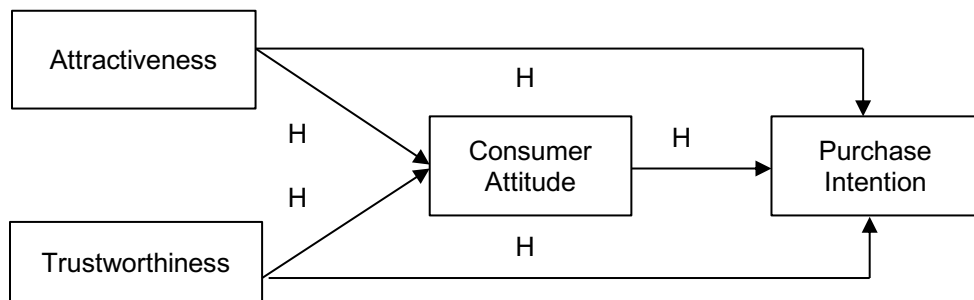 Attractiveness
H
H
Consumer
Attitude
H
Purchase
Intention
H
Trustworthiness
H